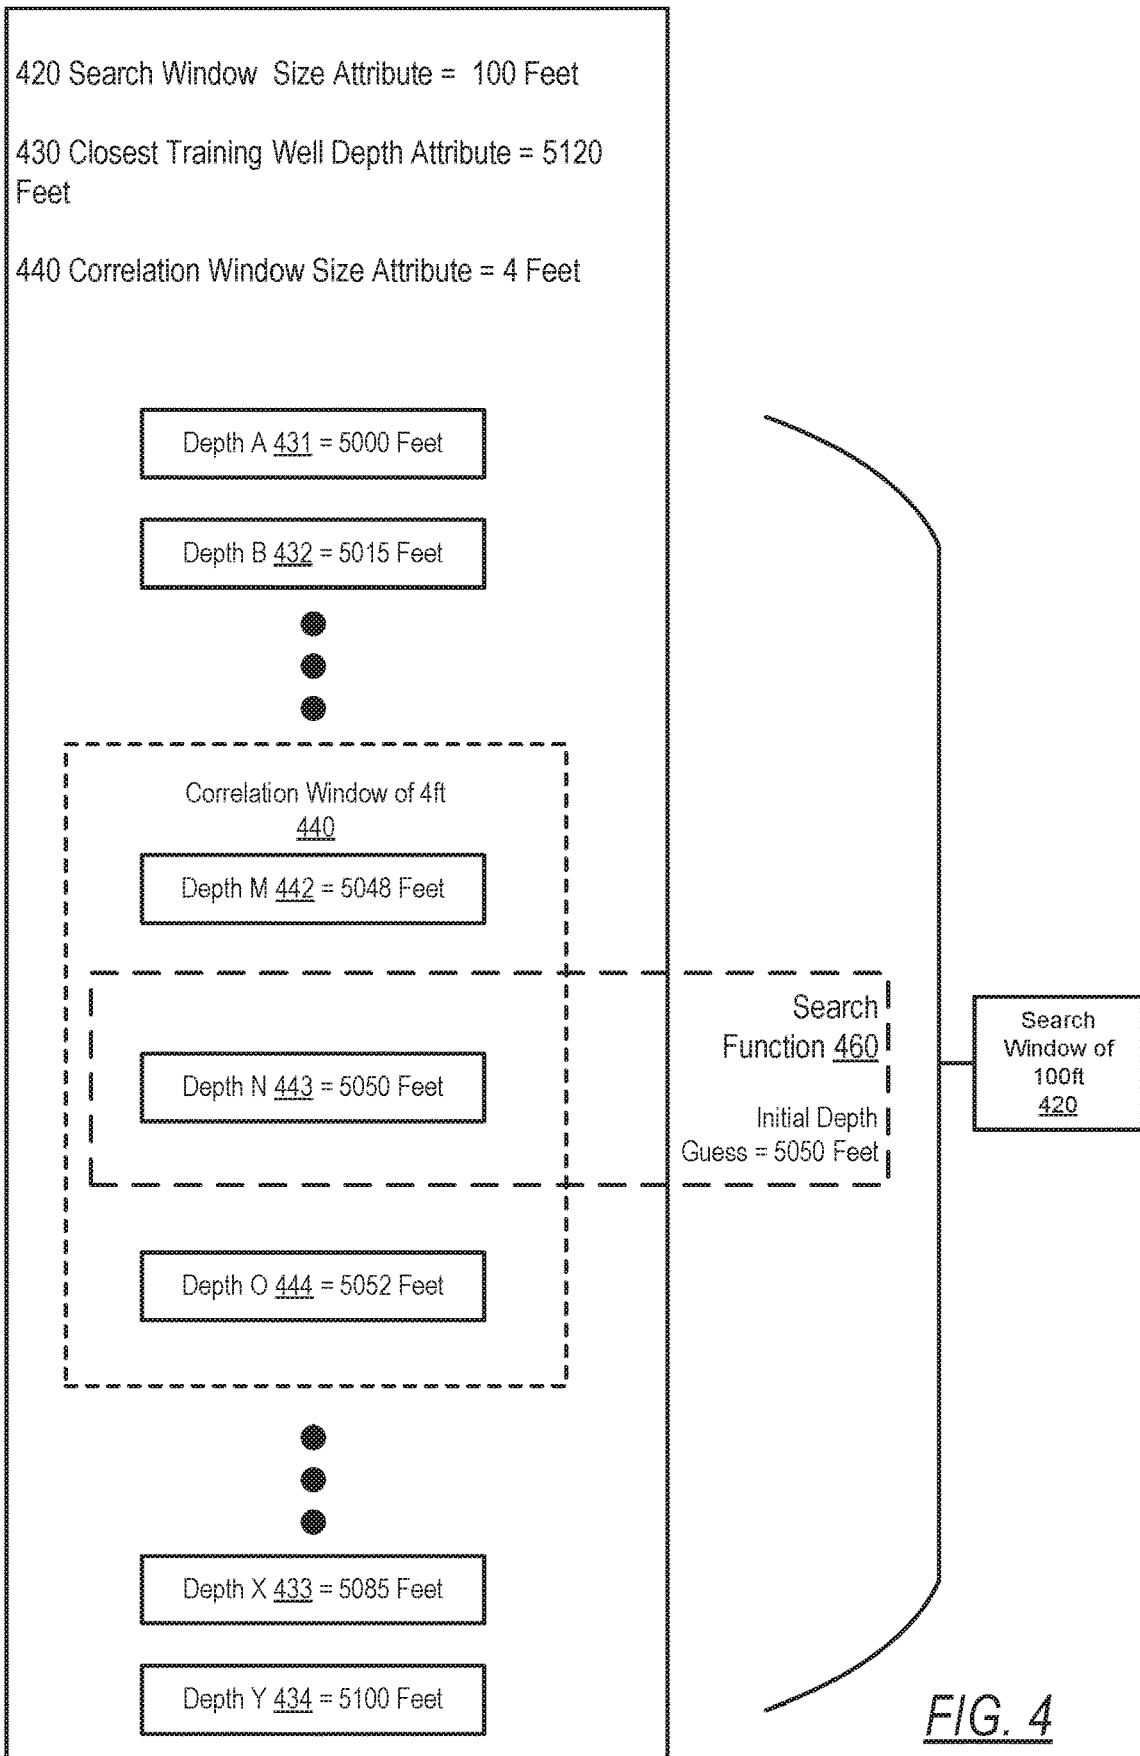 420 Search Window Size Attribute = 100 Feet
430 Closest Training Well Depth Attribute = 5120
Feet
440 Correlation Window Size Attribute = 4 Feet
Depth A 431 = 5000 Feet
Depth B 432 = 5015 Feet
Correlation Window of 4ft
440
Depth M 442 = 5048 Feet
Search
Function 460
Depth N 443 = 5050 Feet
Initial Depth
Guess = 5050 Feet
Search
Window of
100ft
420
Depth O 444 = 5052 Feet
Depth X 433 = 5085 Feet
Depth Y 434 = 5100 Feet
FIG. 4